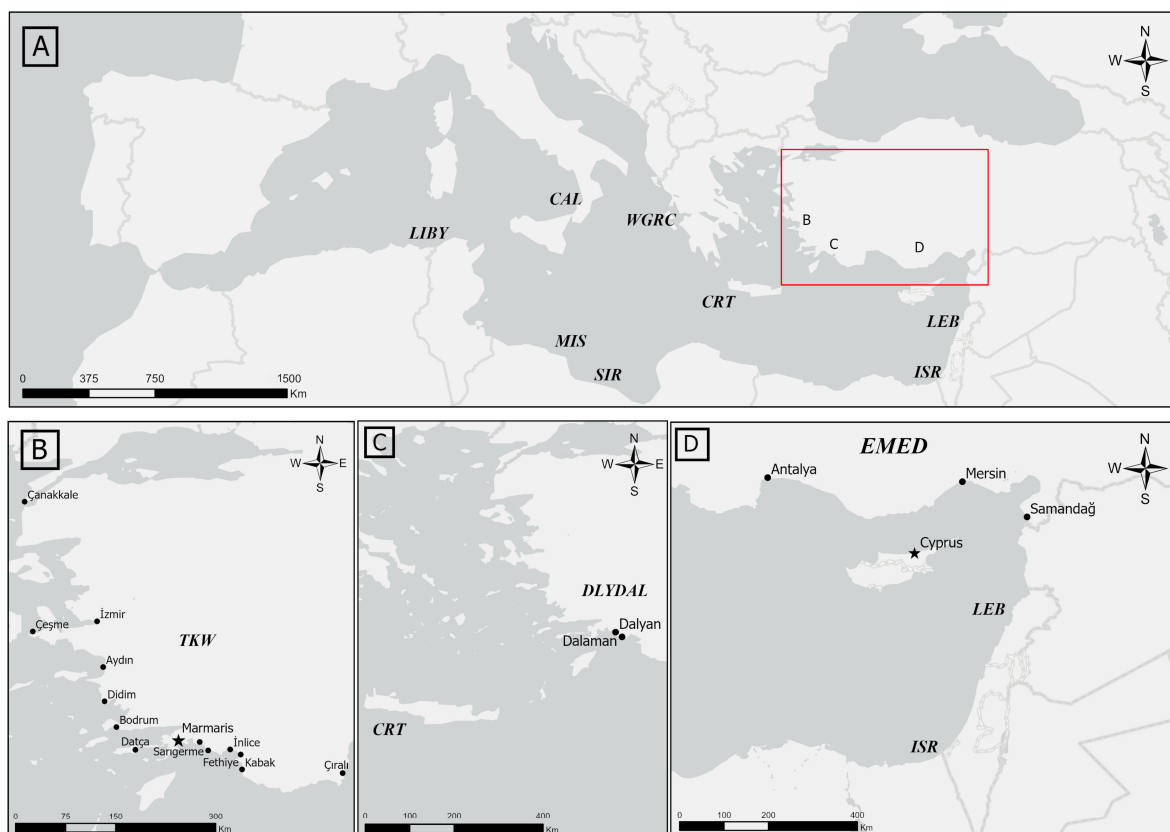 A
N
W
S
CAL
WGRC
LIBY
B
C
D
CRT
LEB
MIS
SIR
ISR
0 375 750 1500
Km
B
N
W E
S
Çanakkale
İzmir
Çeşme
TKW
Aydın
Didim
Bodrum
Marmaris
Datça
Sarıgerme
İnlice
Fethiye
Kabak
Çıralı
0 75 150 300
Km
C
N
W E
S
DLYDAL
Dalyan
Dalaman
CRT
0 100 200 400
Km
D
EMED
N
W
S
Antalya
Mersin
Samandağ
Cyprus
LEB
ISR
0 100 200 400
Km